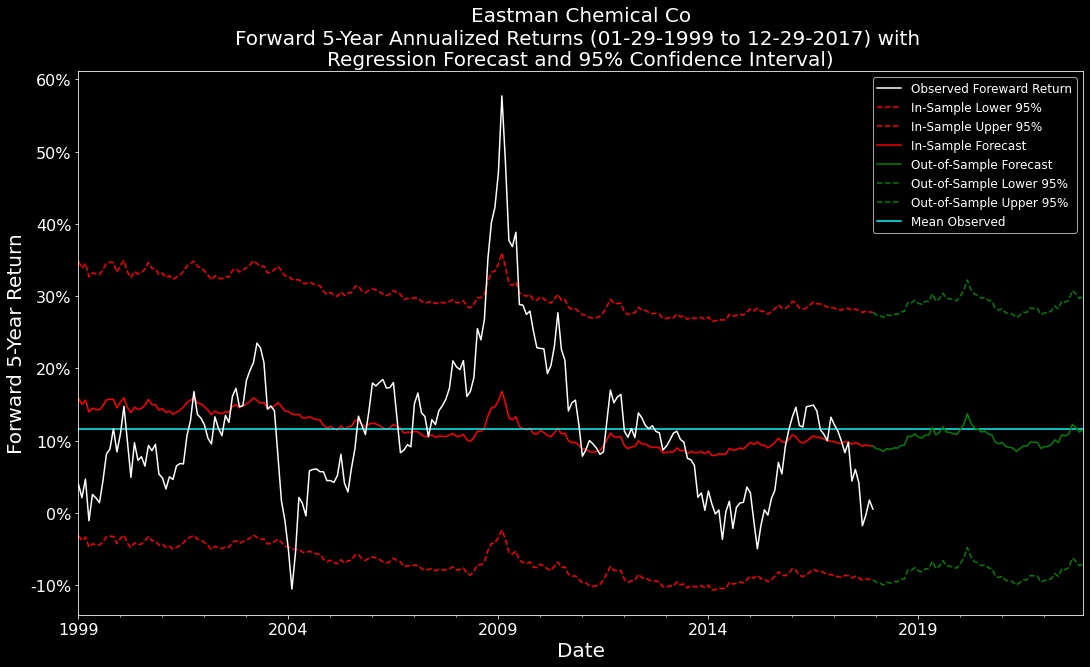 Eastman Chemical Co
Forward 5-Year Annualized Returns (01-29-1999 to 12-29-2017) with
Regression Forecast and 95% Confidence Interval)
Forward 5-Year Return
60%
50%
40%
30%
20%
10%
0%
-10%
Observed Foreward Return
In-Sample Lower 95%
In-Sample Upper 95%
In-Sample Forecast
Out-of-Sample Forecast
Out-of-Sample Lower 95%
Out-of-Sample Upper 95%
Mean Observed
1999 2004 2009 2014 2019
Date